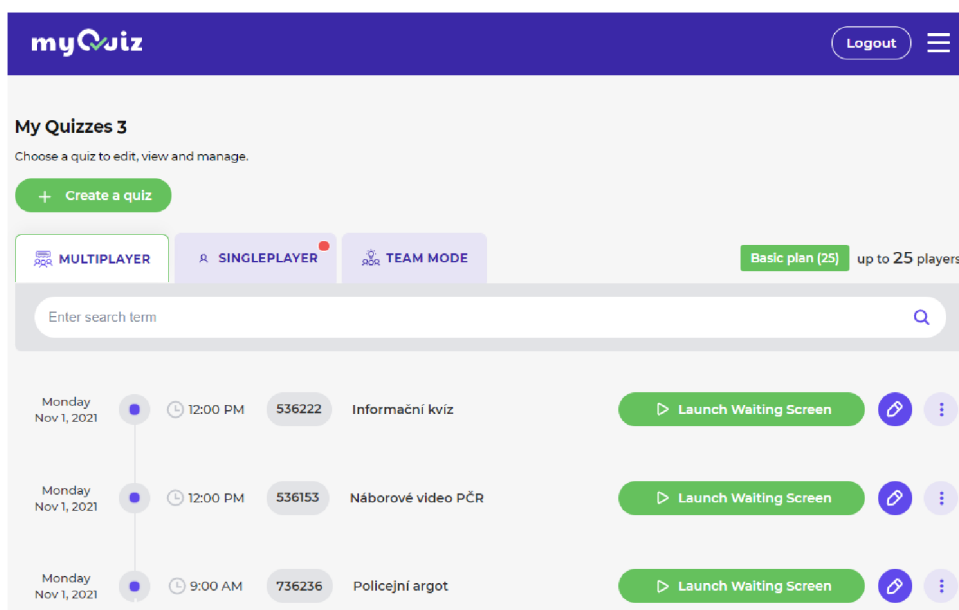 myQuiz
Logout
My Quizzes 3
Choose a quiz to edit, view and manage.
+ Create a quiz
MULTIPLAYER
SINGLEPLAYER
TEAM MODE
Basic plan (25) up to 25 players
Enter search term
Monday
Nov 1, 2021
12:00 PM 536222 Informační kvíz Launch Waiting Screen
Monday
Nov 1, 2021
12:00 PM 536153 Náborové video PČR Launch Waiting Screen
Monday
Nov 1, 2021
9:00 AM 736236 Policejní argot Launch Waiting Screen